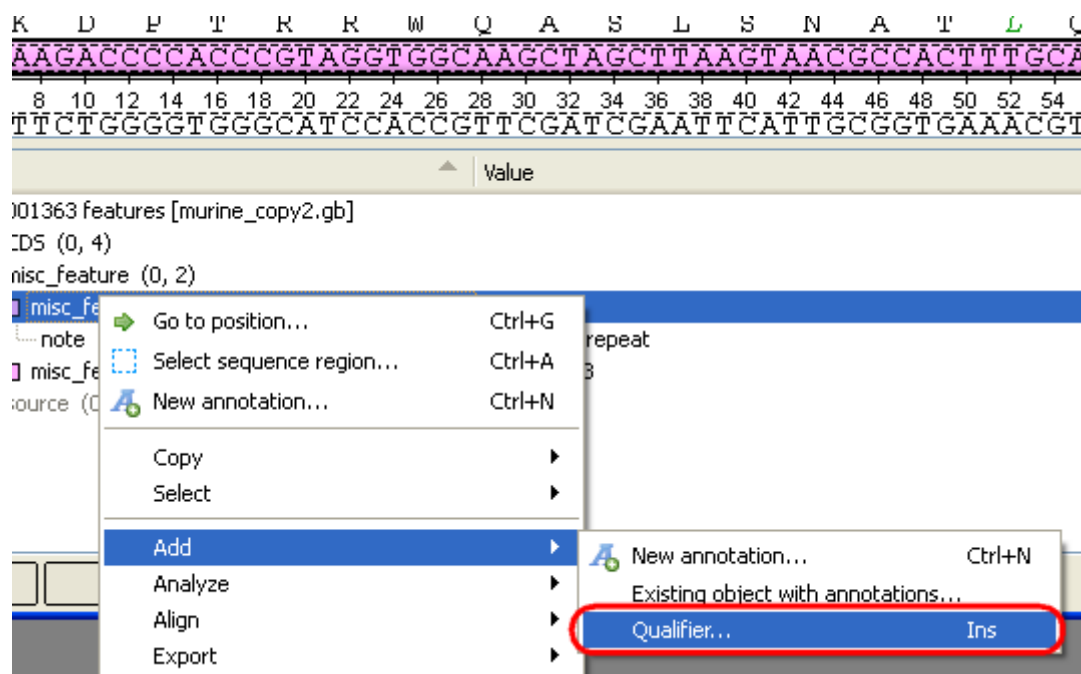 K D P T R R W Q A S L S N A T L
AAGACCCCACCCGTAGGTGGCAAGCTAGCTTAAGTAACGCCACTTTGCA
8 10 12 14 16 18 20 22 24 26 28 30 32 34 36 38 40 42 44 46 48 50 52 54
TTCTGGGGTGGGCATCCACCGTTCGATCGAATTCATTGCGGTGAAACGT
Value
001363 features [murine_copy2.gb]
CDS (0, 4)
misc_feature (0, 2)
misc_fe
Go to position... Ctrl+G
note
repeat
Select sequence region... Ctrl+A
misc_fe
3
New annotation... Ctrl+N
source (0
Copy
Select
Add
New annotation... Ctrl+N
Analyze
Existing object with annotations...
Align
Qualifier... Ins
Export